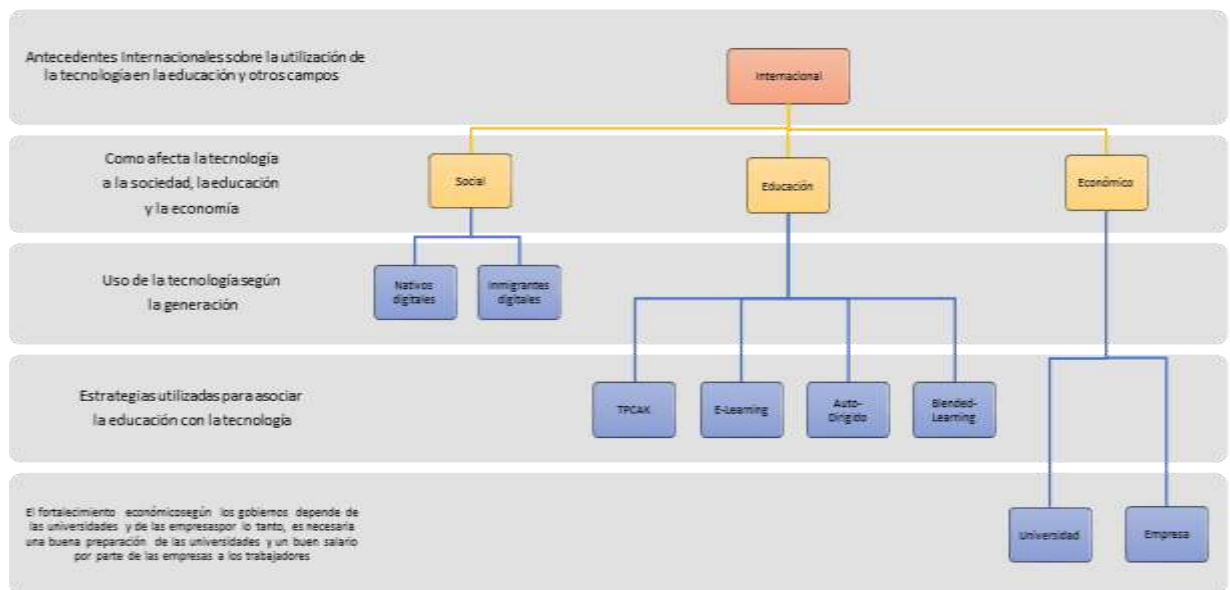 Antecedentes Internacionales sobre la utilización de
la tecnología en la educación y otros campos
Internacional
Como afecta la tecnología
a la sociedad, la educación
y la economía
Social
Educación
Económico
Uso de la tecnología según
la generación
Nativos
digitales
Inmigrantes
digitales
Estrategias utilizadas para asociar
la educación con la tecnología
TPCAK
E-Learning
Auto-
Dirigido
Blended-
Learning
El fortalecimiento económicosegún los gobiernos depende de
las universidades y de las empresaspor lo tanto, es necesaria
una buena preparación de las universidades y un buen salario
por parte de las empresas a los trabajadores
Universidad
Empresa